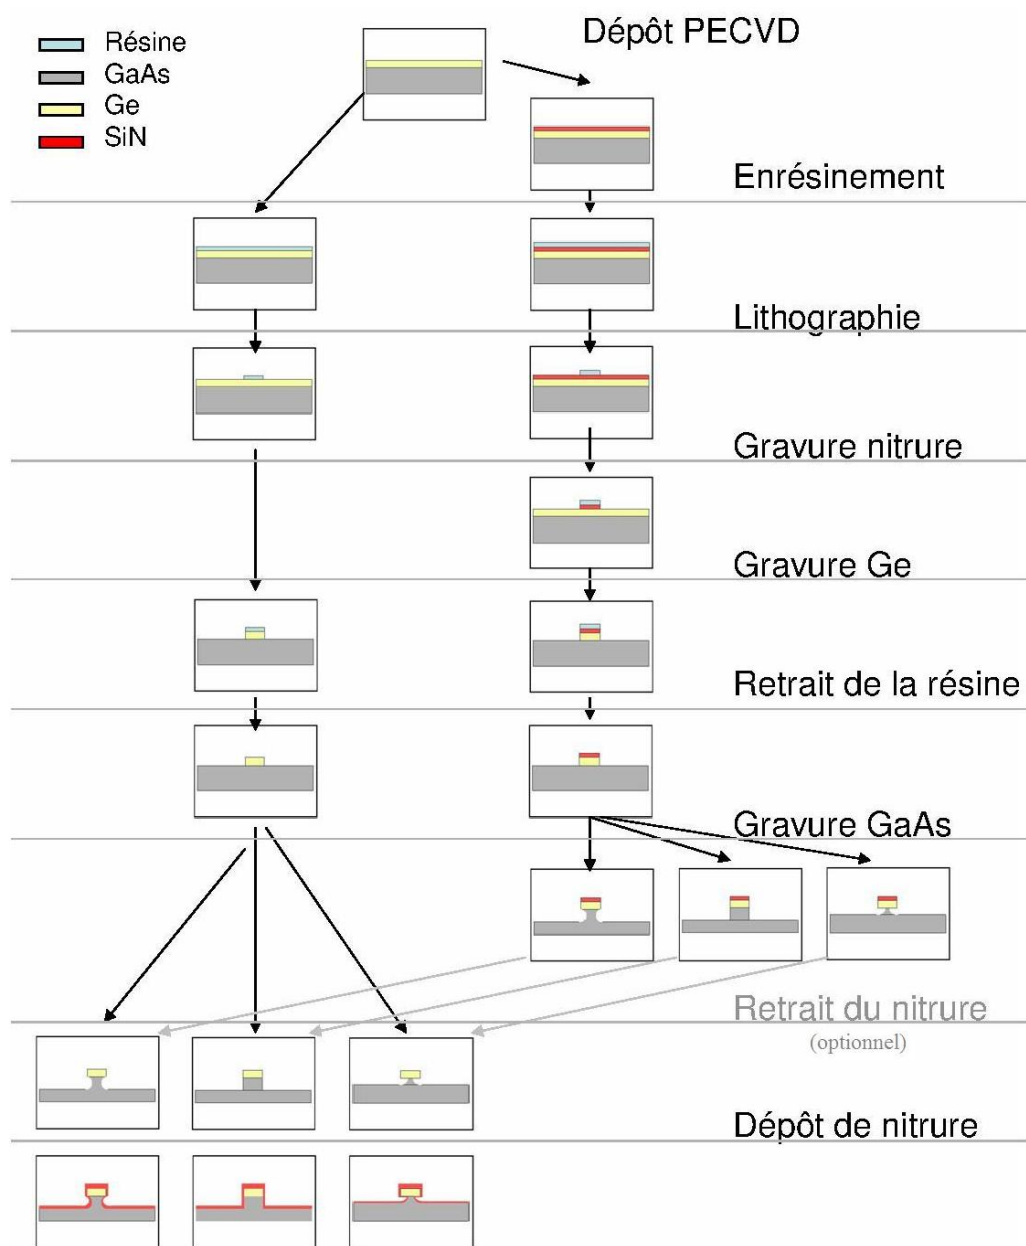 Résine
GaAs
Ge
SiN
Dépôt PECVD
Enrésinement
Lithographie
Gravure nitrure
Gravure Ge
Retrait de la résine
Gravure GaAs
Retrait du nitrure
(optionnel)
Dépôt de nitrure